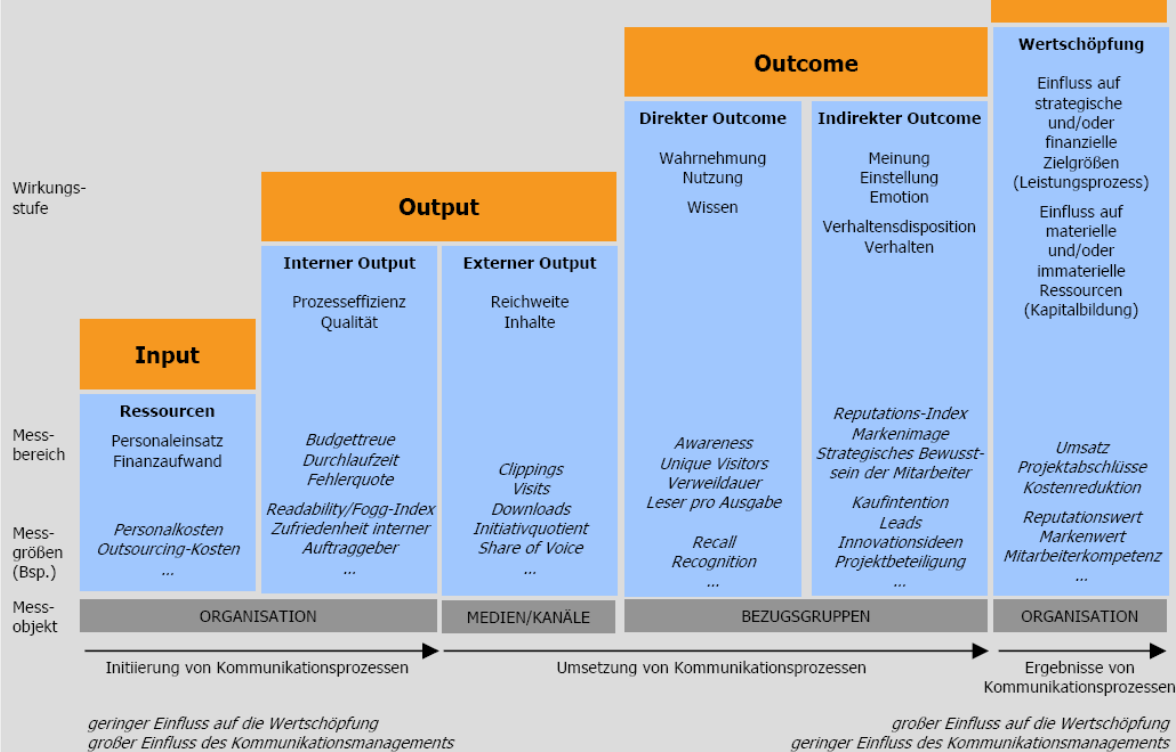 Wirkungs-
stufe
Mess-
bereich
Mess-
größen
(Bsp.)
Mess-
objekt
Input
Ressourcen
Personaleinsatz
Finanzaufwand
Personalkosten
Outsourcing-Kosten
...
Output
Interner Output
Prozesseffizienz
Qualität
Budgettreue
Durchlaufzeit
Fehlerquote
Readability/Fogg-Index
Zufriedenheit interner
Auftraggeber
...
Externer Output
Reichweite
Inhalte
Clippings
Visits
Downloads
Initiativquotient
Share of Voice
...
Outcome
Direkter Outcome
Wahrnehmung
Nutzung
Wissen
Awareness
Unique Visitors
Verweildauer
Leser pro Ausgabe
Recall
Recognition
...
Indirekter Outcome
Meinung
Einstellung
Emotion
Verhaltensdisposition
Verhalten
Reputations-Index
Markenimage
Strategisches Bewusst-
sein der Mitarbeiter
Kaufintention
Leads
Innovationsideen
Projektbeteiligung
...
Wertschöpfung
Einfluss auf
strategische
und/oder
finanzielle
Zielgrößen
(Leistungsprozess)
Einfluss auf
materielle
und/oder
immaterielle
Ressourcen
(Kapitalbildung)
Umsatz
Projektabschlüsse
Kostenreduktion
Reputationswert
Markenwert
Mitarbeiterkompetenz
...
ORGANISATION
MEDIEN/KANÄLE
BEZUGSGRUPPEN
ORGANISATION
Initiierung von Kommunikationsprozessen
Umsetzung von Kommunikationsprozessen
Ergebnisse von
Kommunikationsprozessen
geringer Einfluss auf die Wertschöpfung
großer Einfluss des Kommunikationsmanagements
großer Einfluss auf die Wertschöpfung
geringer Einfluss des Kommunikationsmanagements